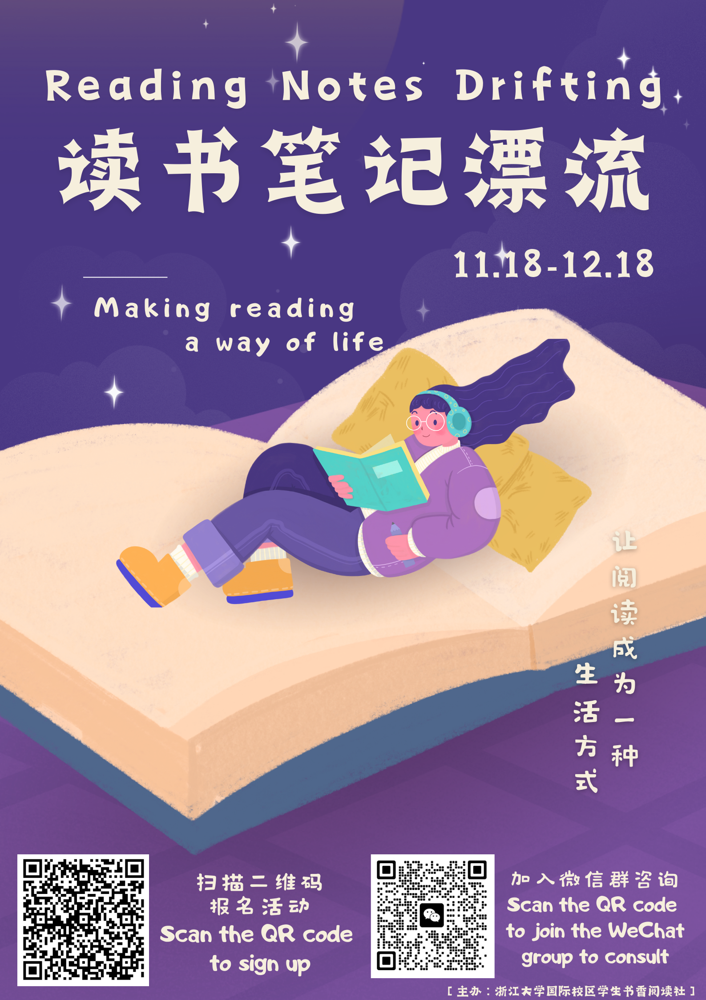 Reading Notes Drifting
读书笔记漂流
11.18-12.18
Making reading
a way of life
让阅读成为一种
生活方式
扫描二维码
报名活动
Scan the QR code
to sign up
加入微信群咨询
Scan the QR code
to join the WeChat
group to consult
[ 主办：浙江大学国际校区学生书香阅读社 ]